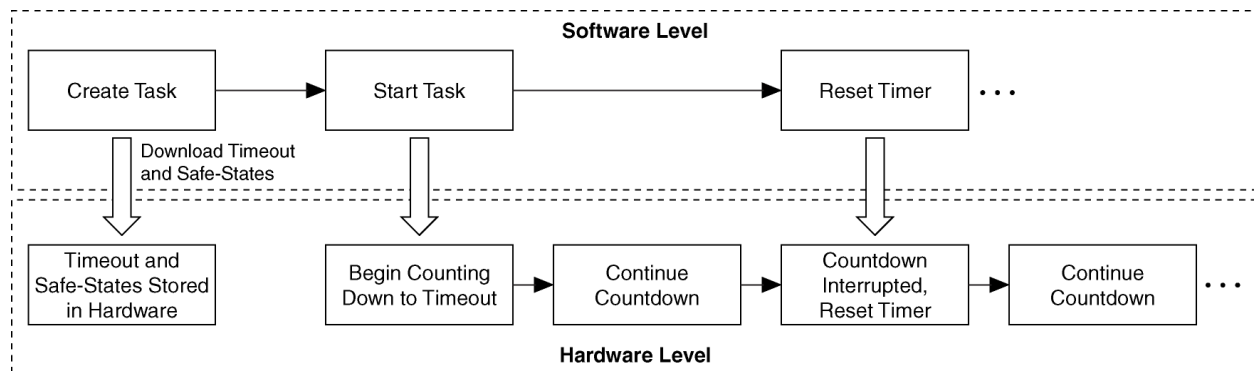 Software Level
Create Task
Start Task
Reset Timer
. . .
Download Timeout
and Safe-States
Timeout and
Safe-States Stored
in Hardware
Begin Counting
Down to Timeout
Continue
Countdown
Countdown
Interrupted,
Reset Timer
Continue
Countdown
. . .
Hardware Level